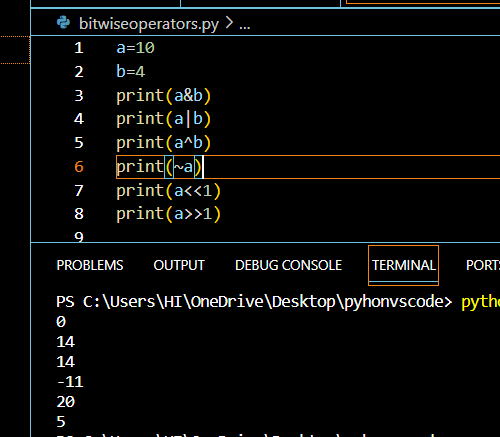 bitwiseoperators.py > ...
1 a=10
2 b=4
3 print(a&b)
4 print(a|b)
5 print(a^b)
6 print(~a)
7 print(a<<1)
8 print(a>>1)
9
PROBLEMS OUTPUT DEBUG CONSOLE TERMINAL PORTS
PS C:\Users\HI\OneDrive\Desktop\pyhonvscode> pytho
0
14
14
-11
20
5